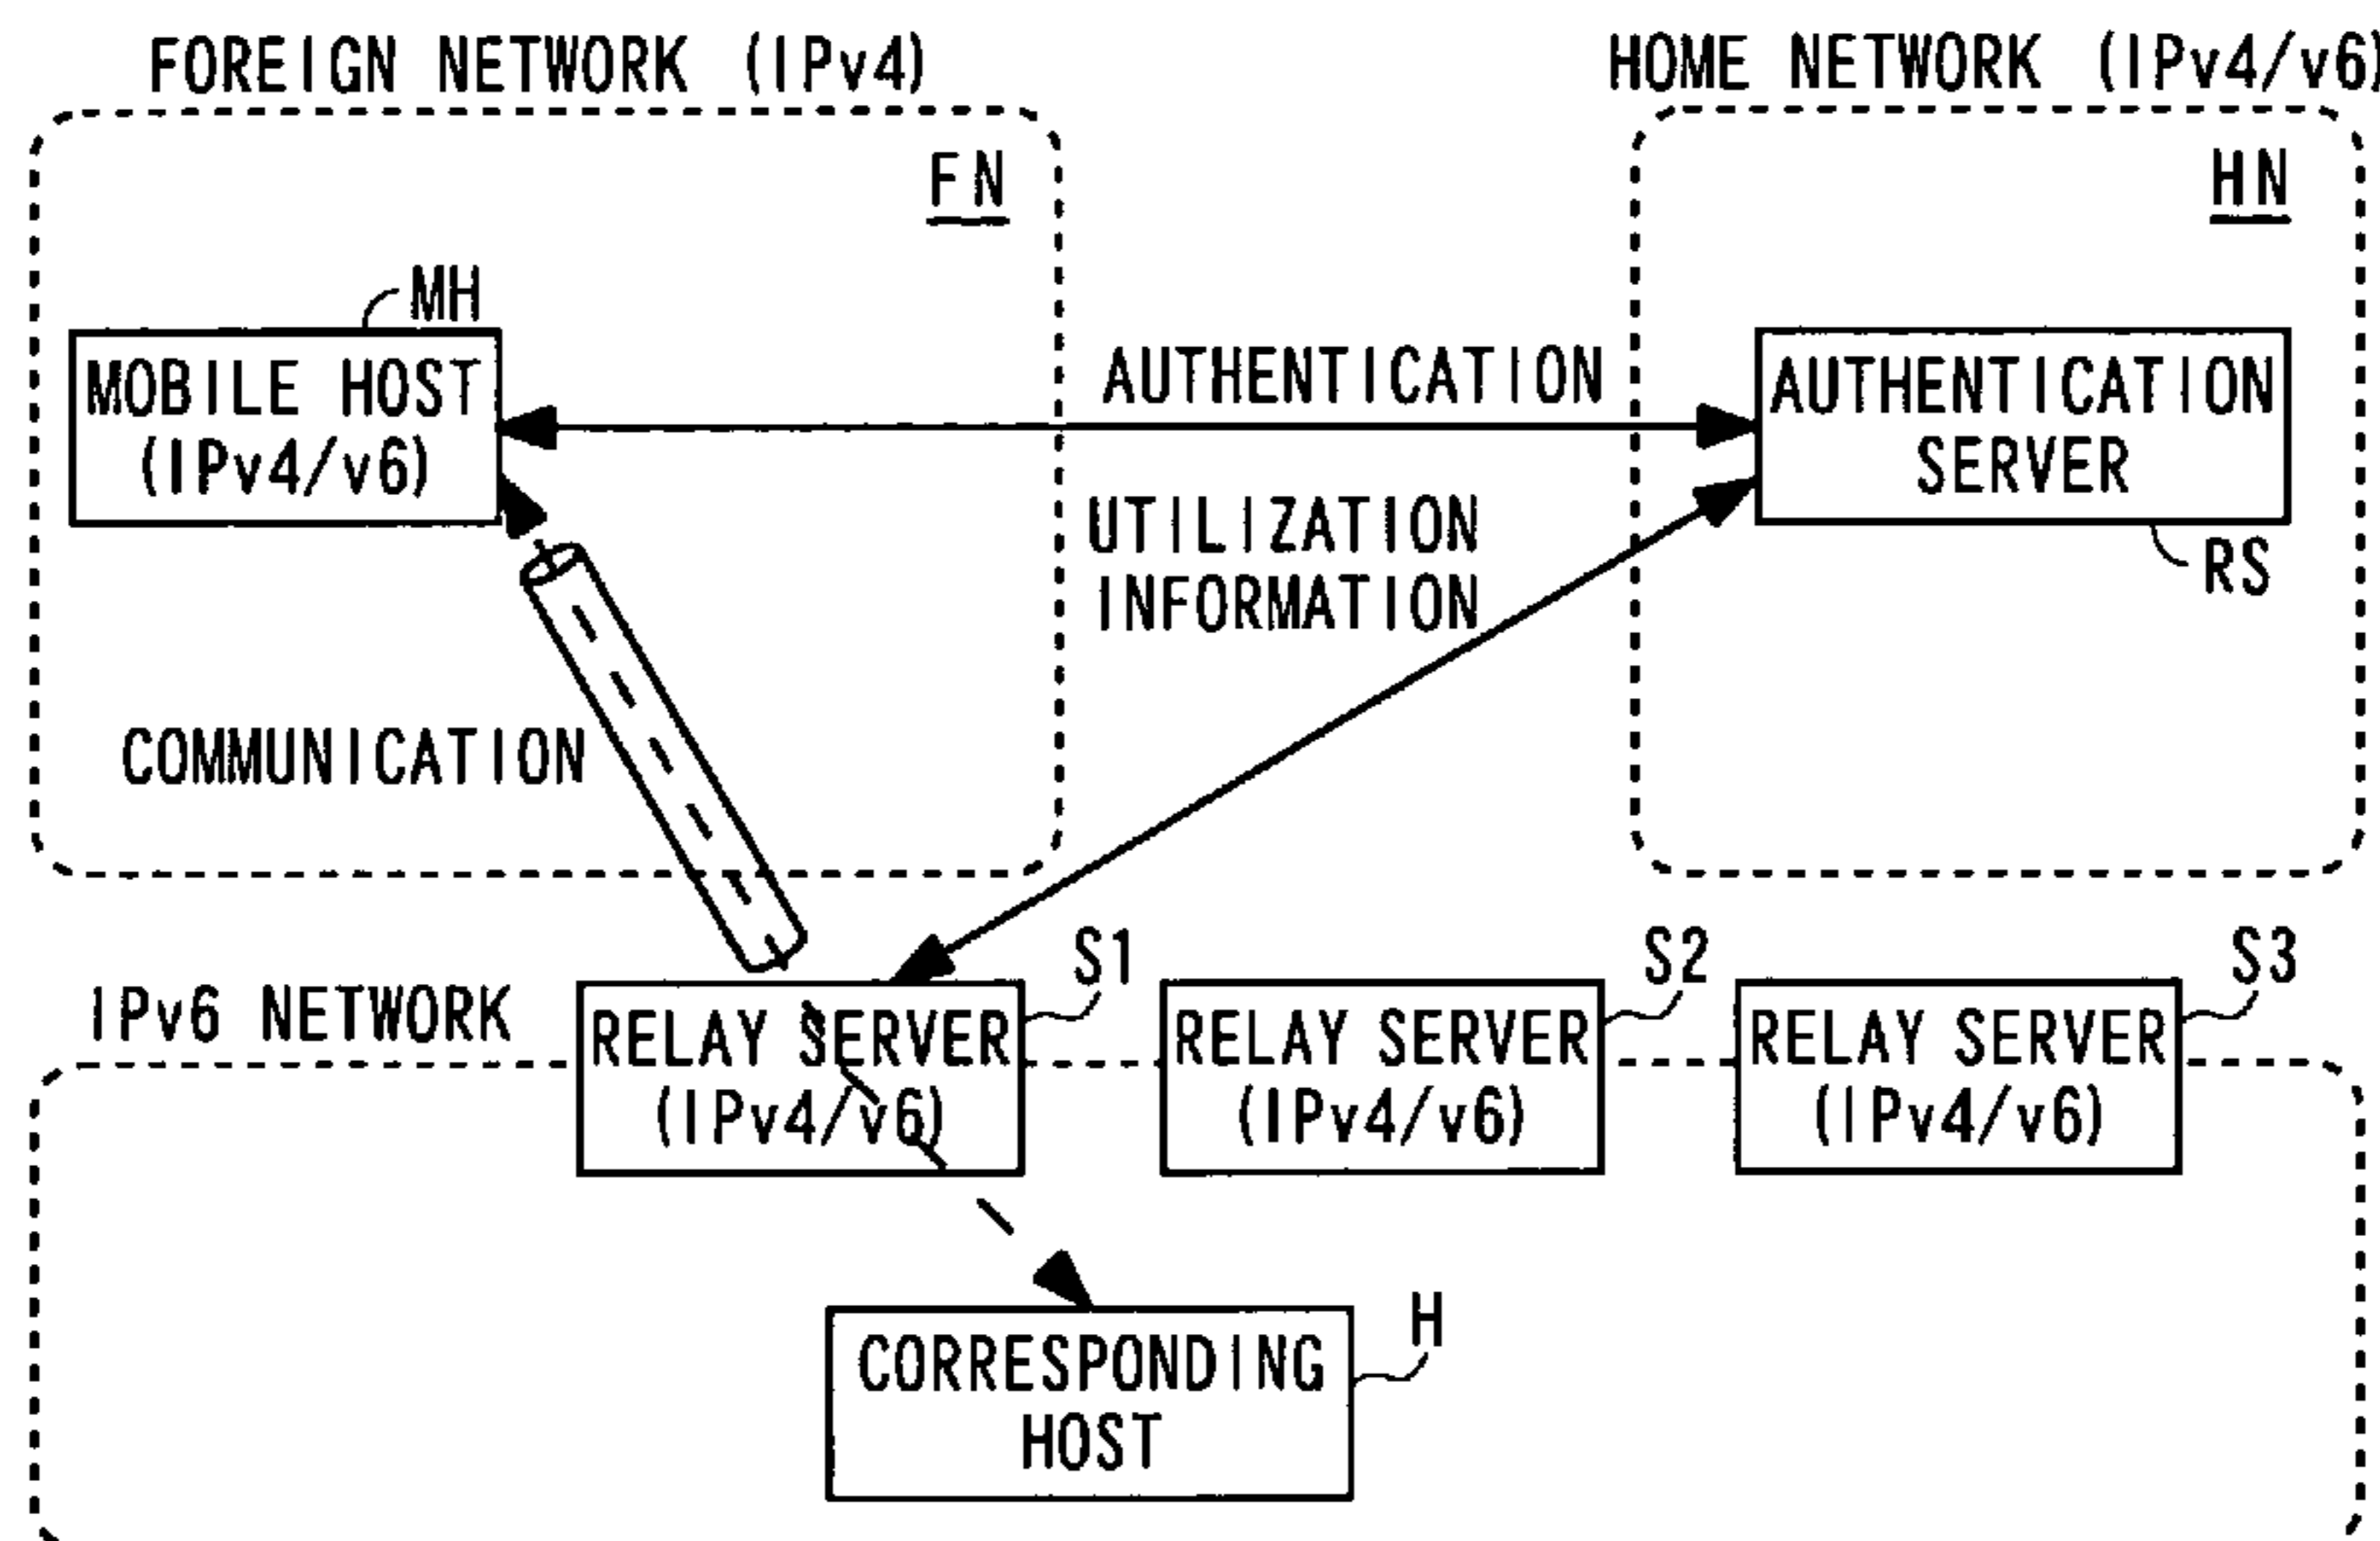 FOREIGN NETWORK (IPv4)
HOME NETWORK (IPv4/v6)
FN
HN
MH
MOBILE HOST
(IPv4/v6)
AUTHENTICATION
AUTHENTICATION
SERVER
RS
UTILIZATION
INFORMATION
COMMUNICATION
IPv6 NETWORK
S1
RELAY SERVER
(IPv4/v6)
S2
RELAY SERVER
(IPv4/v6)
S3
RELAY SERVER
(IPv4/v6)
H
CORRESPONDING
HOST